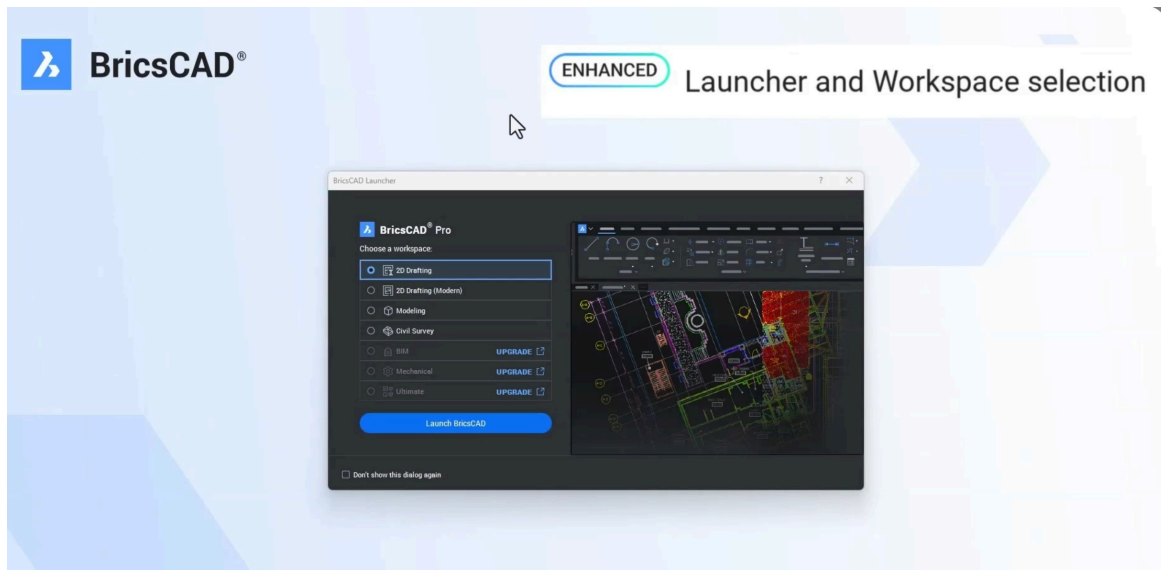 BricsCAD®
ENHANCED
Launcher and Workspace selection
BricsCAD Launcher
BricsCAD® Pro
Choose a workspace:
2D Drafting
2D Drafting (Modern)
Modeling
Civil Survey
BIM UPGRADE
Mechanical UPGRADE
Ultimate UPGRADE
Launch BricsCAD
Don't show this dialog again